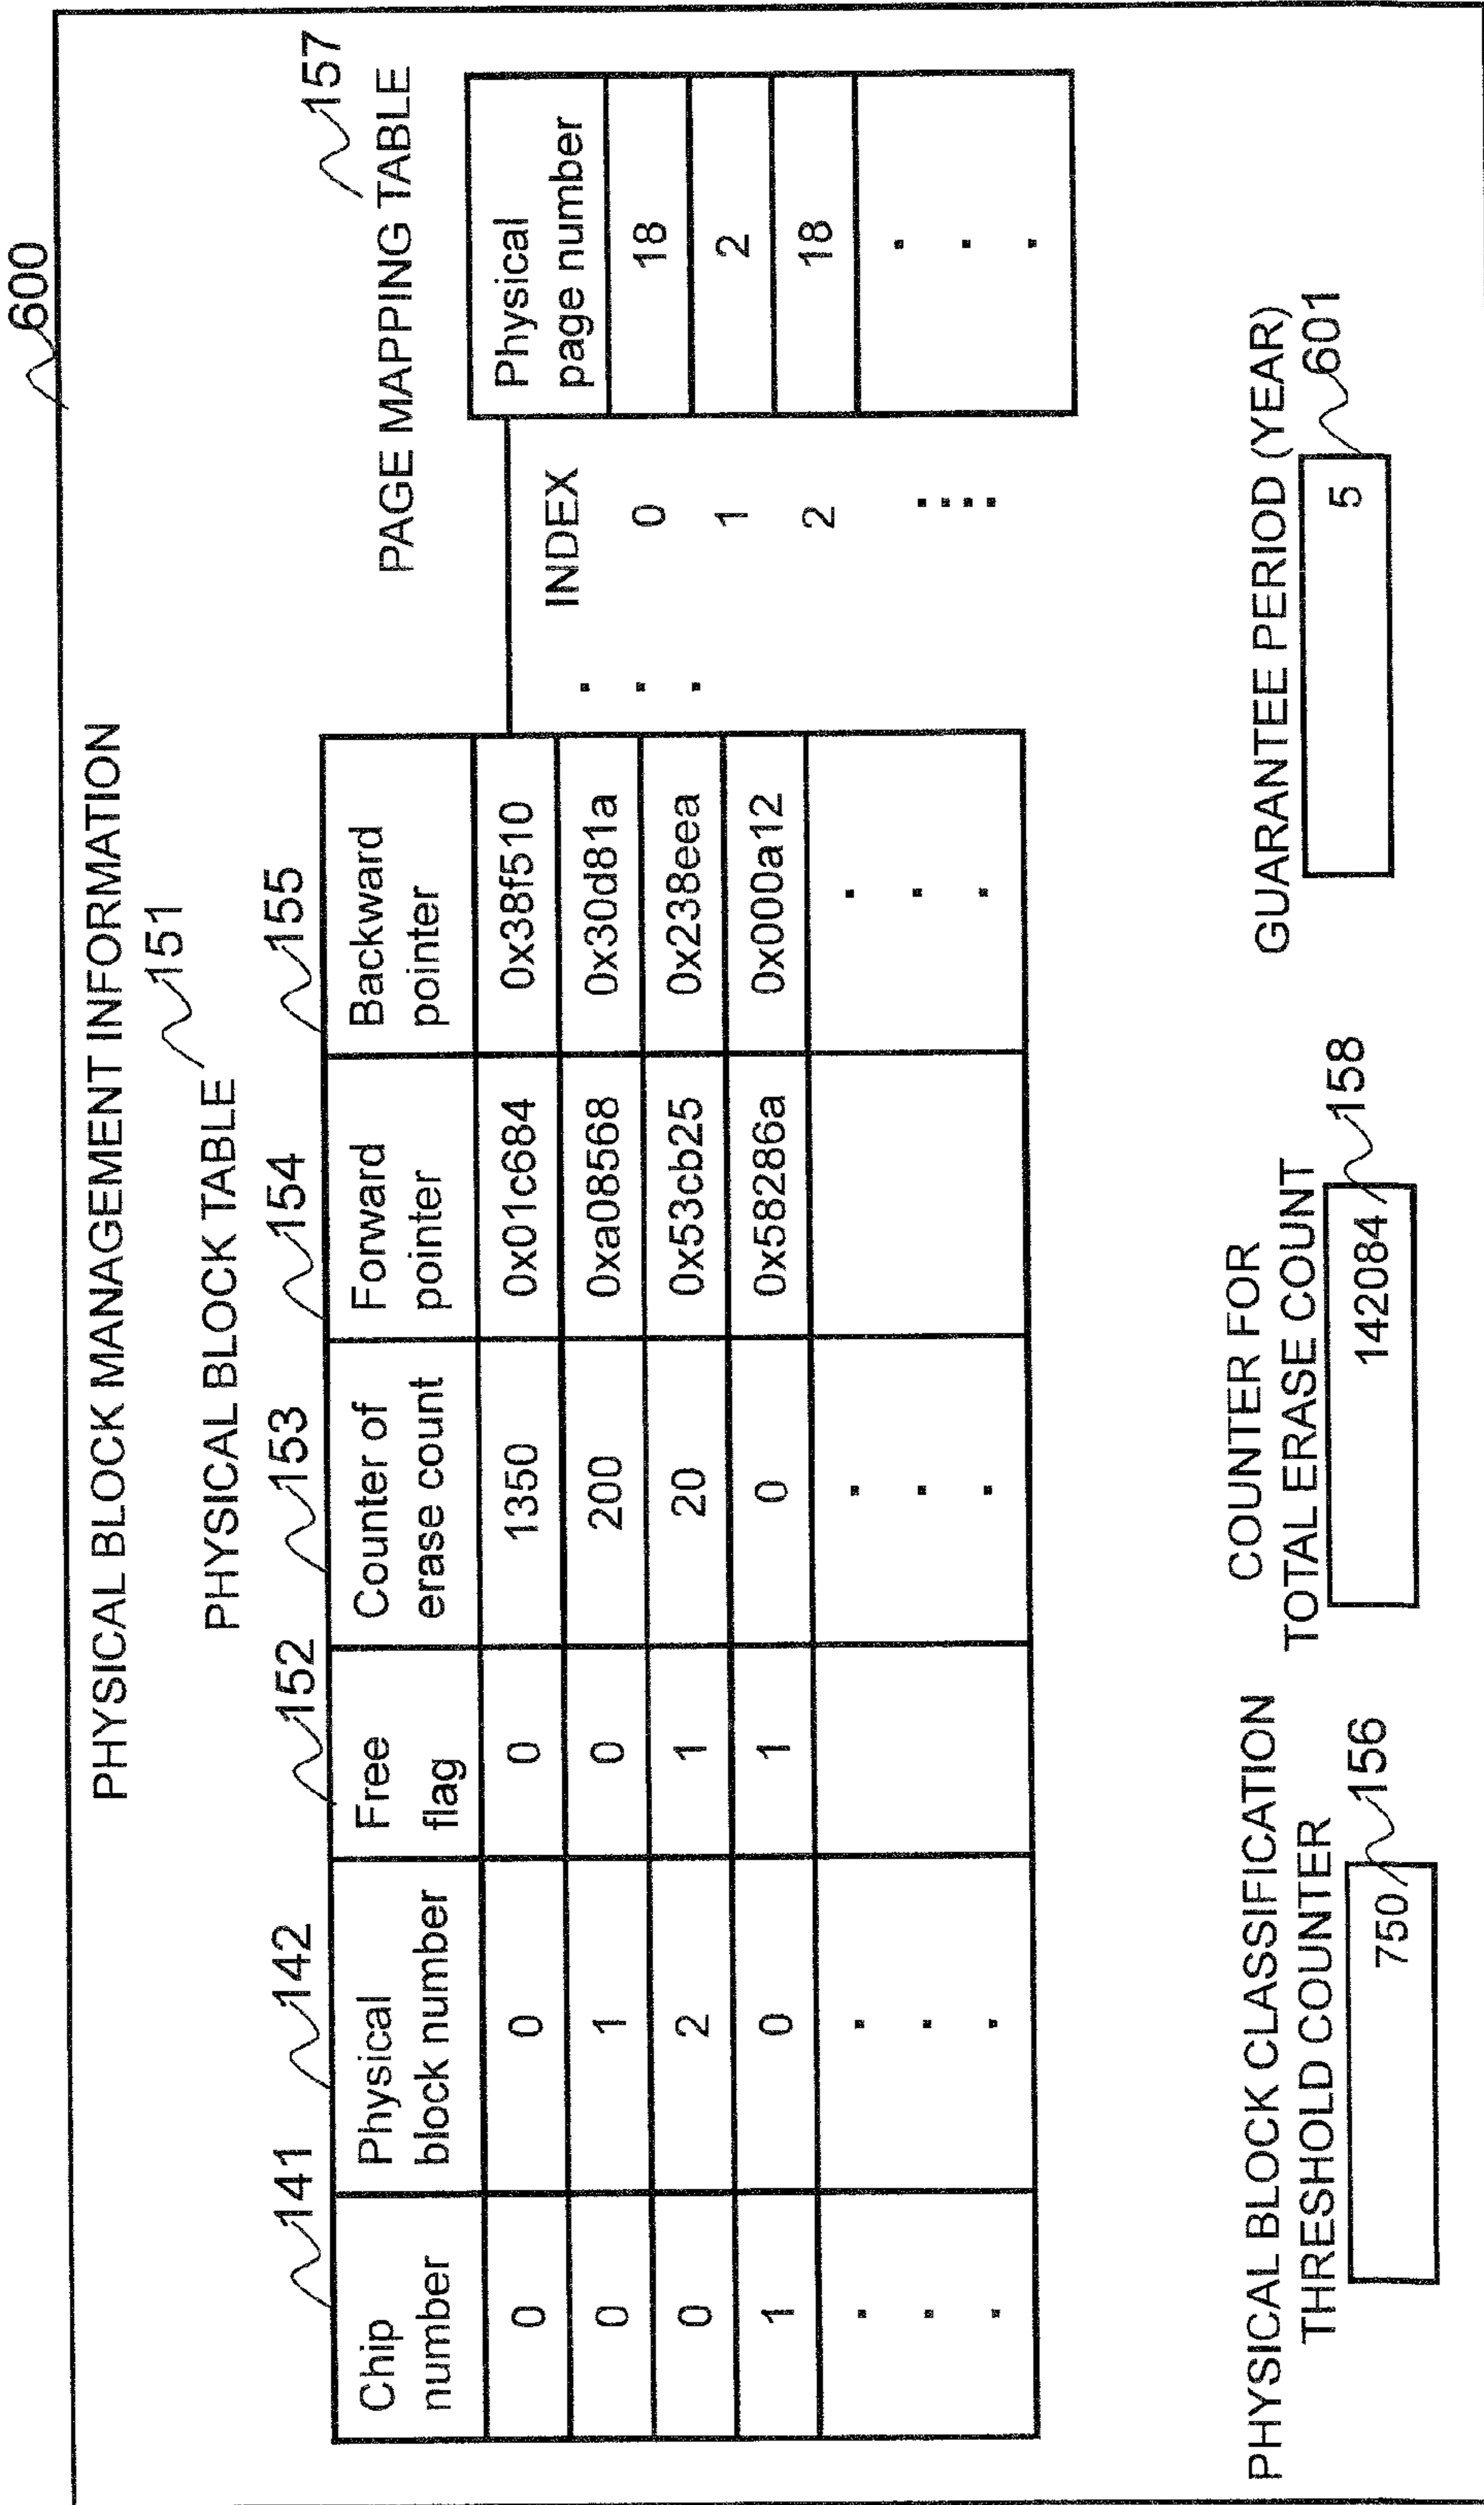 600
PHYSICAL BLOCK MANAGEMENT INFORMATION
PHYSICAL BLOCK TABLE 151
141 142 152 153 154 155
Chip number Physical block number Free flag Counter of erase count Forward pointer Backward pointer
0 0 0 1350 0x01c684 0x38f510
0 1 0 200 0xa08568 0x30d81a
0 2 1 20 0x53cb25 0x238eea
1 0 1 0 0x58286a 0x000a12
157
PAGE MAPPING TABLE
INDEX Physical page number
0 18
1 2
2 18
PHYSICAL BLOCK CLASSIFICATION
THRESHOLD COUNTER
750 156
COUNTER FOR
TOTAL ERASE COUNT
142084 158
GUARANTEE PERIOD (YEAR)
5 601